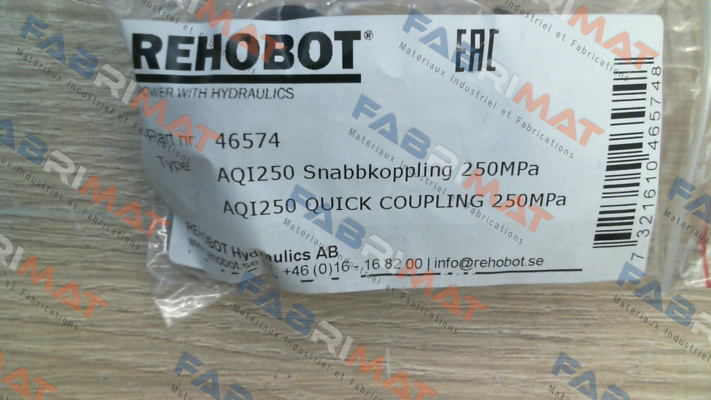 REHOBOT®
EAC
POWER WITH HYDRAULICS
Part nr. 46574
Type AQI250 Snabbkoppling 250MPa
AQI250 QUICK COUPLING 250MPa
REHOBOT Hydraulics AB
+46 (0)16 - 16 82 00 | info@rehobot.se
7 321610 465748
FABRIMAT
Materiaux Industriel et Fabrications